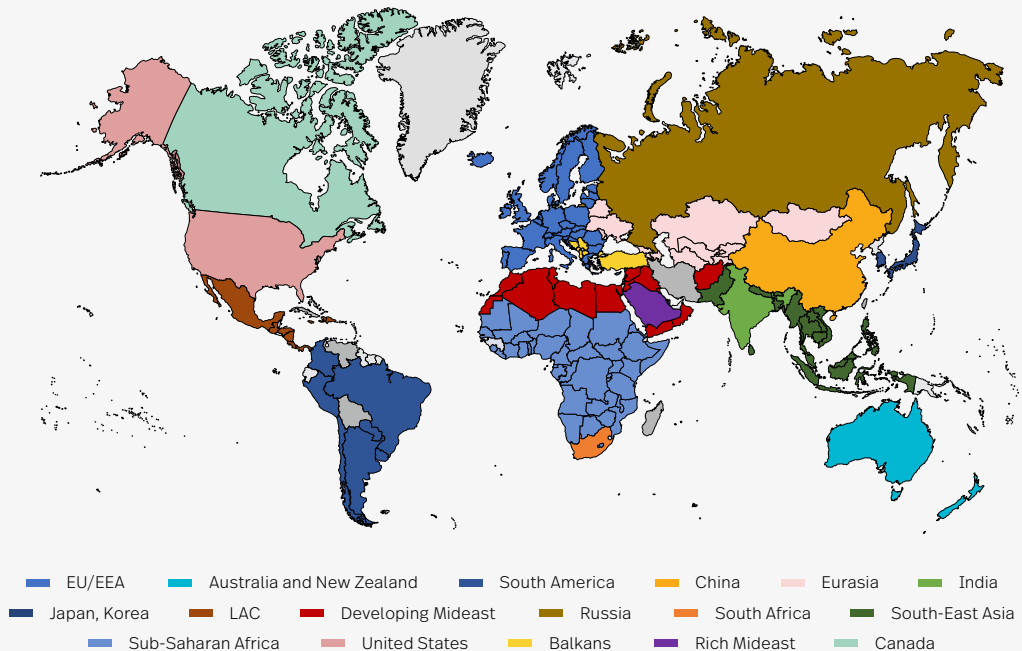 EU/EEA Australia and New Zealand South America China Eurasia India
Japan, Korea LAC Developing Mideast Russia South Africa South-East Asia
Sub-Saharan Africa United States Balkans Rich Mideast Canada